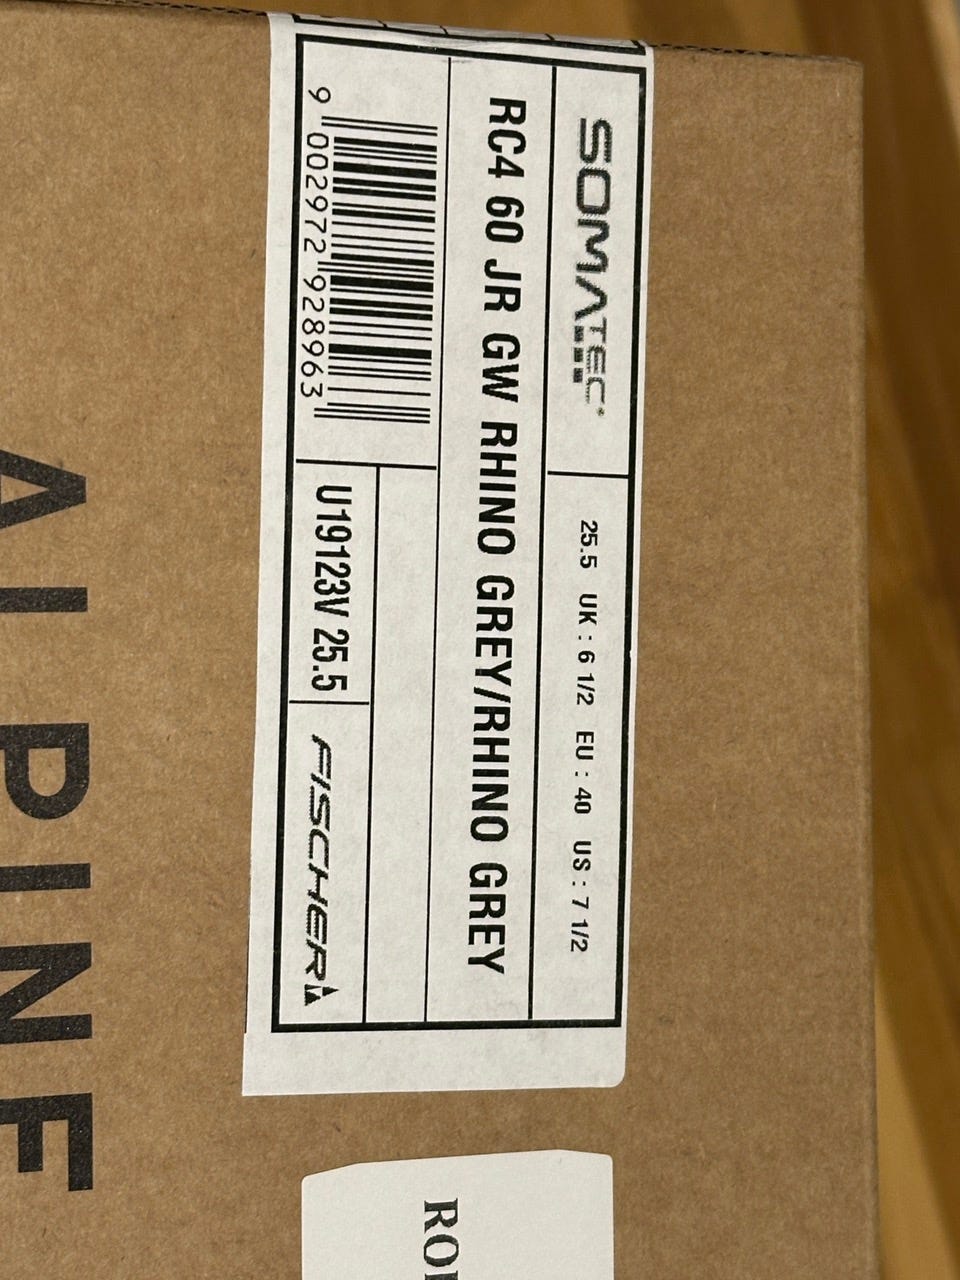 SOMATEC
25.5 UK : 6 1/2 EU : 40 US : 7 1/2
RC4 60 JR GW RHINO GREY/RHINO GREY
9 002972 928963
U19123V 25.5
FISCHER
ALPINE